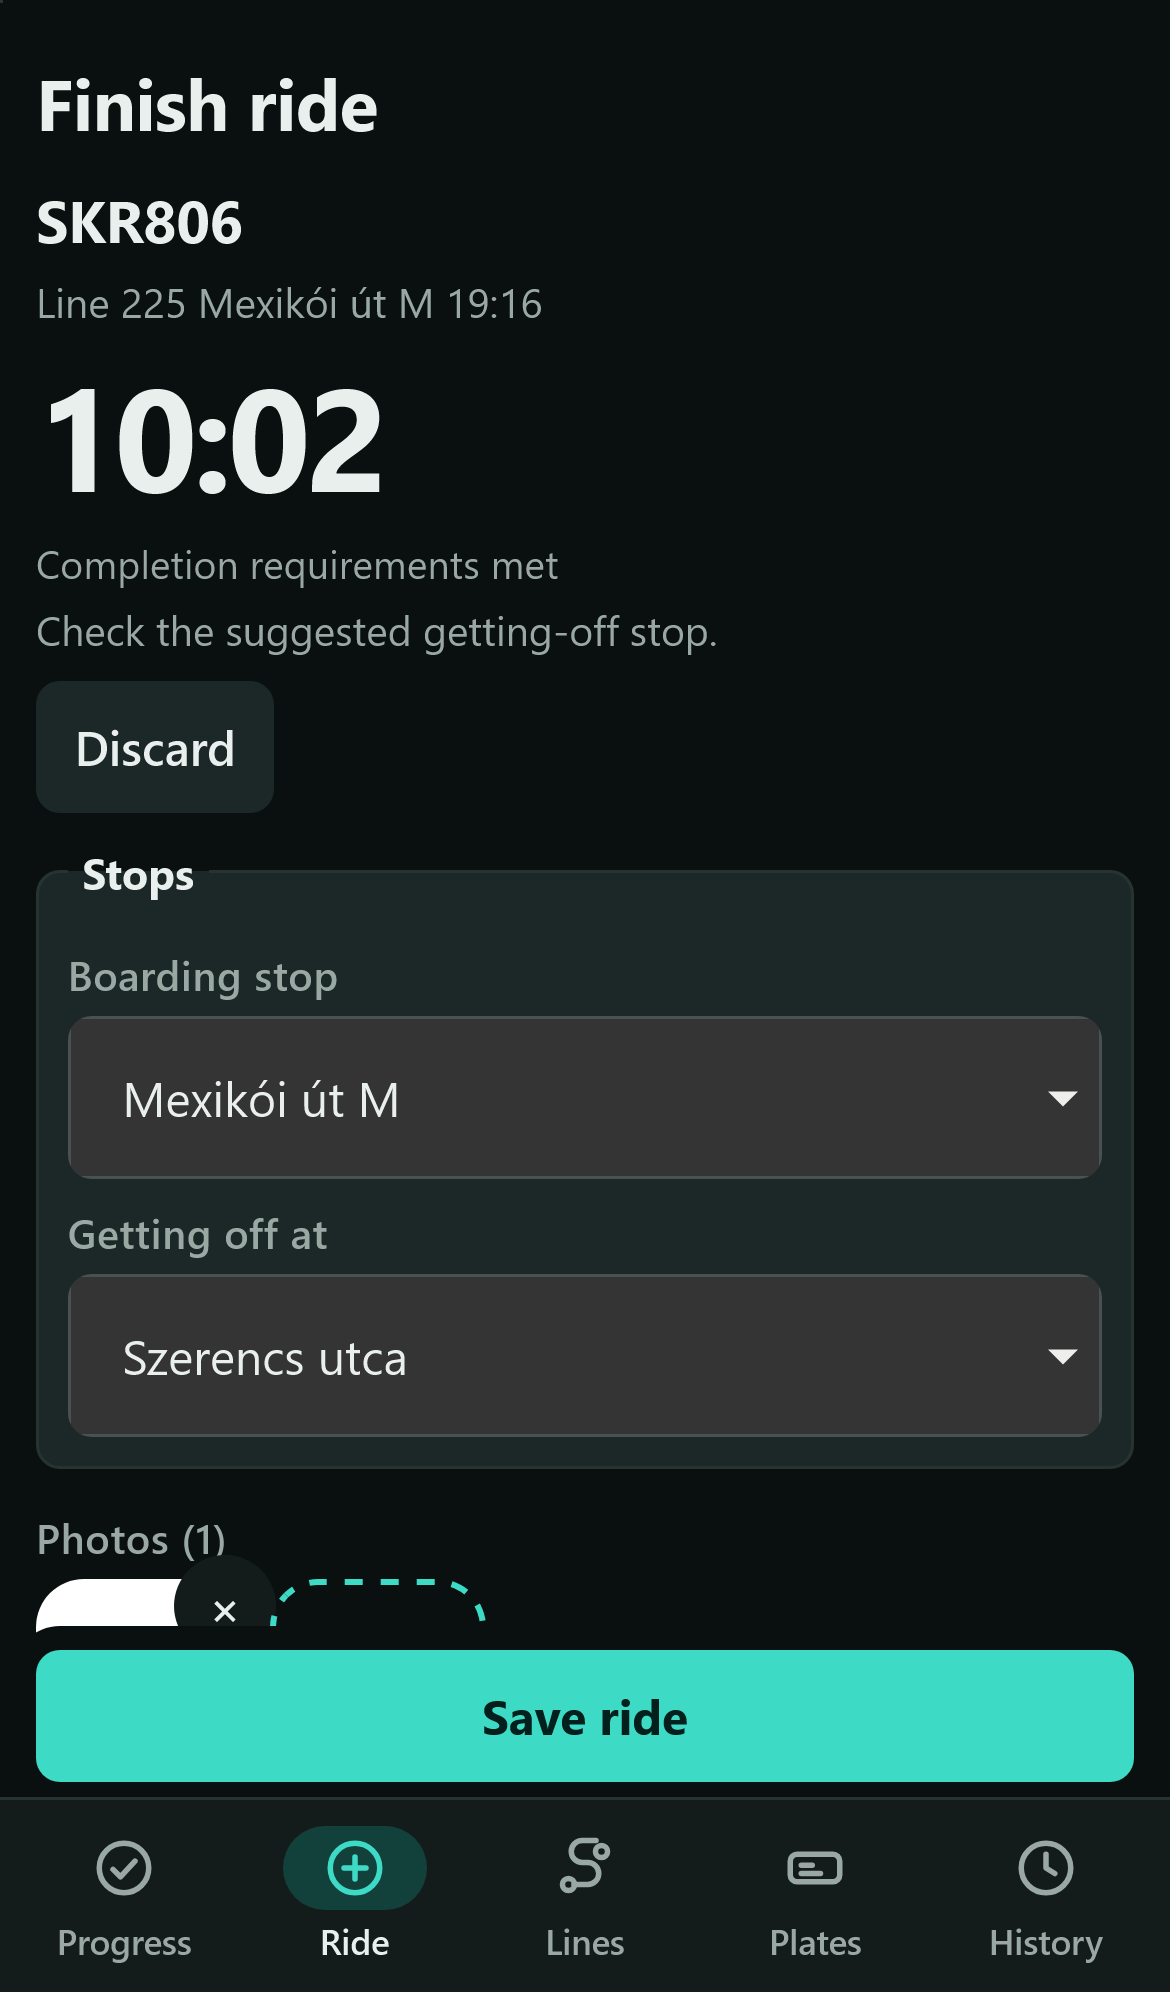 Finish ride
SKR806
Line 225 Mexikói út M 19:16
10:02
Completion requirements met
Check the suggested getting-off stop.
Discard
Stops
Boarding stop
Mexikói út M
Getting off at
Szerencs utca
Photos (1)
×
Save ride
Progress
Ride
Lines
Plates
History